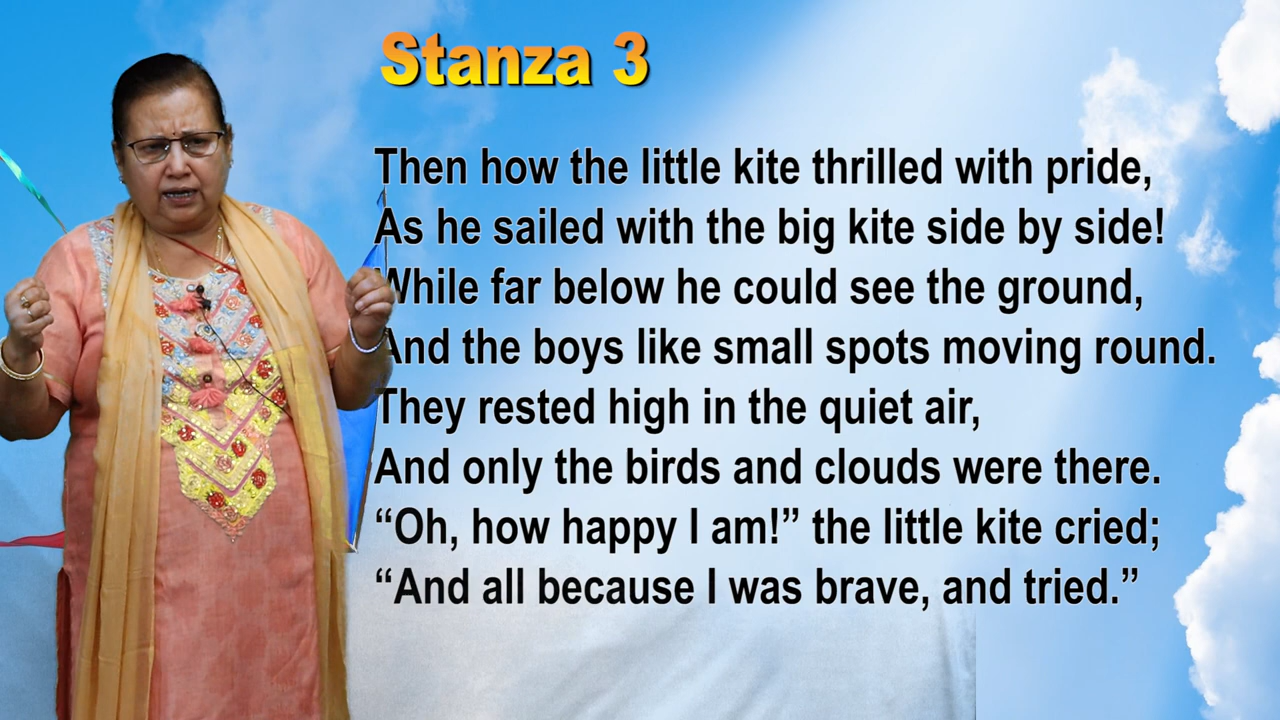 Stanza 3
Then how the little kite thrilled with pride,
As he sailed with the big kite side by side!
While far below he could see the ground,
And the boys like small spots moving round.
They rested high in the quiet air,
And only the birds and clouds were there.
“Oh, how happy I am!” the little kite cried;
“And all because I was brave, and tried.”